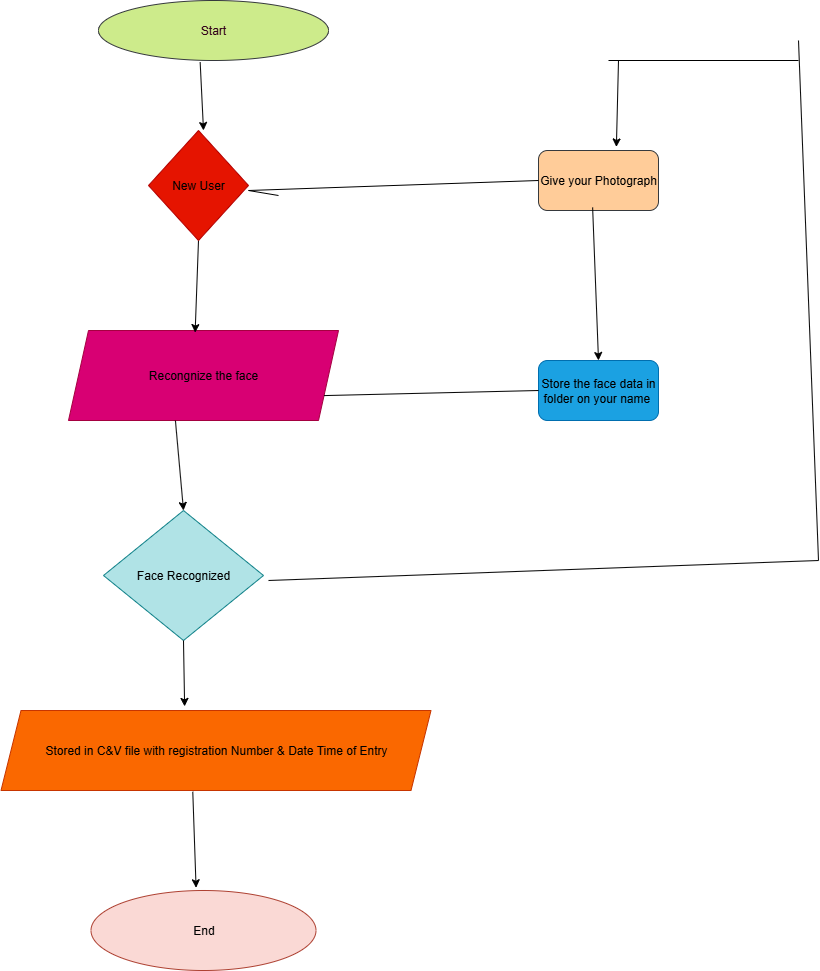 Start
New User
Give your Photograph
Recongnize the face
Store the face data in
folder on your name
Face Recognized
Stored in C&V file with registration Number & Date Time of Entry
End